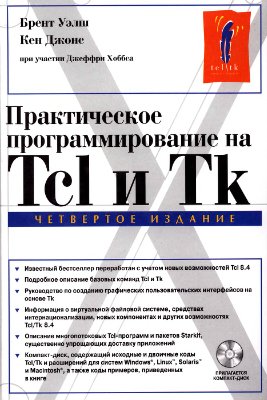 Брент Уэлш
Кен Джонс
при участии Джеффри Хоббса
tcl tk
Практическое
программирование на
Tcl и Tk
ЧЕТВЕРТОЕ ИЗДАНИЕ
• Известный бестселлер переработан с учетом новых возможностей Tcl 8.4
• Подробное описание базовых команд Tcl и Tk
• Руководство по созданию графических пользовательских интерфейсов на
основе Tk
• Информация о виртуальной файловой системе, средствах
интернационализации, новых компонентах и других возможностях
Tcl/Tk 8.4
• Описание многопотоковых Tcl-программ и пакетов Starkit,
существенно упрощающих доставку приложений
• Компакт-диск, содержащий исходные и двоичные коды
Tcl/Tk и расширений для систем Windows®, Linux™, Solaris™
и Macintosh®, а также коды примеров, приведенных
в книге
ПРИЛАГАЕТСЯ
КОМПАКТ-ДИСК